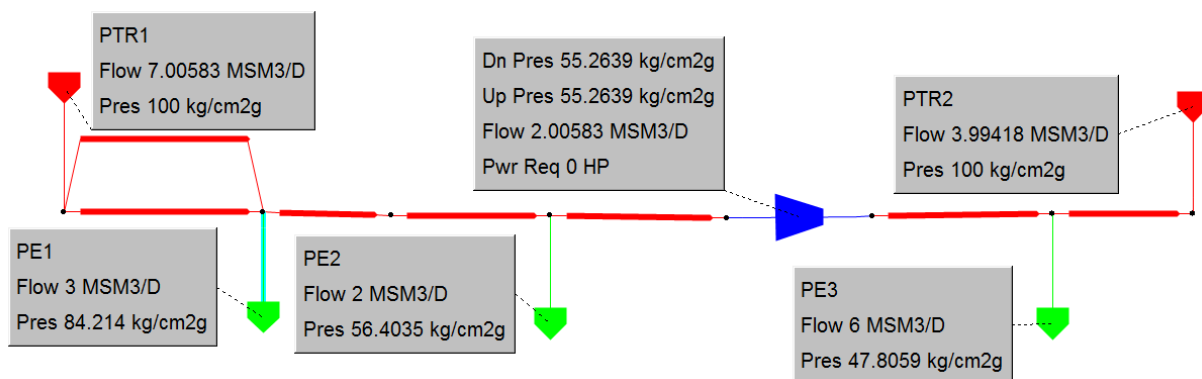 PTR1
Flow 7.00583 MSM3/D
Pres 100 kg/cm2g
Dn Pres 55.2639 kg/cm2g
Up Pres 55.2639 kg/cm2g
Flow 2.00583 MSM3/D
Pwr Req 0 HP
PTR2
Flow 3.99418 MSM3/D
Pres 100 kg/cm2g
PE1
Flow 3 MSM3/D
Pres 84.214 kg/cm2g
PE2
Flow 2 MSM3/D
Pres 56.4035 kg/cm2g
PE3
Flow 6 MSM3/D
Pres 47.8059 kg/cm2g